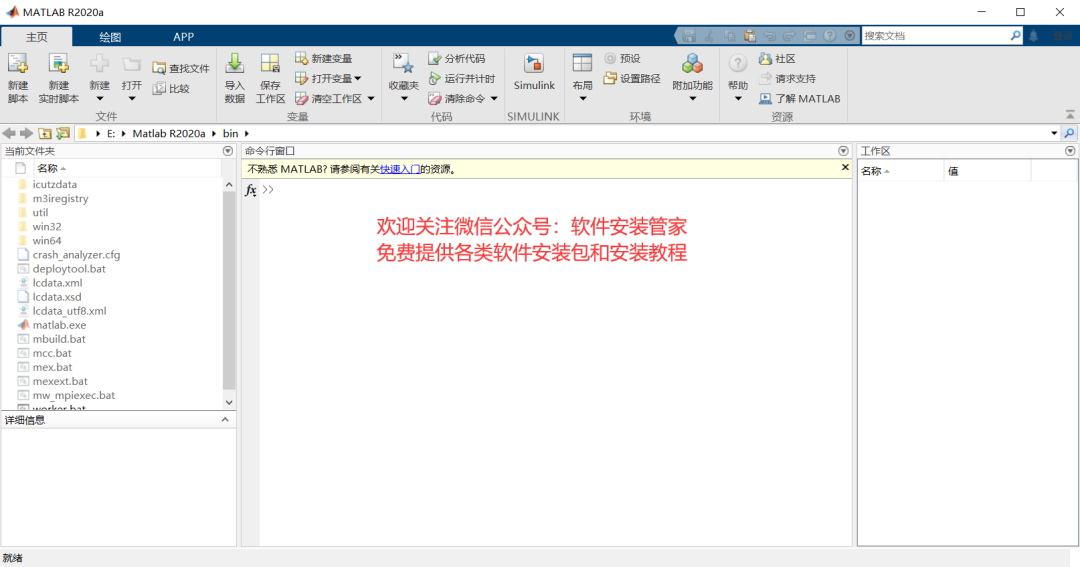 MATLAB R2020a
主页 绘图 APP
搜索文档
新建脚本 新建实时脚本 新建 打开 查找文件 比较
导入数据 保存工作区 新建变量 打开变量 清空工作区
收藏夹 分析代码 运行并计时 清除命令
Simulink 布局 预设 设置路径 附加功能
帮助 社区 请求支持 了解 MATLAB
文件 变量 代码 SIMULINK 环境 资源
E: Matlab R2020a bin
当前文件夹
名称
icutzdata
m3iregistry
util
win32
win64
crash_analyzer.cfg
deploytool.bat
lcdata.xml
lcdata.xsd
lcdata_utf8.xml
matlab.exe
mbuild.bat
mcc.bat
mex.bat
mexext.bat
mw_mpiexec.bat
worker.bat
详细信息
命令行窗口
不熟悉 MATLAB? 请参阅有关快速入门的资源。
fx >>
欢迎关注微信公众号：软件安装管家
免费提供各类软件安装包和安装教程
工作区
名称 值
就绪